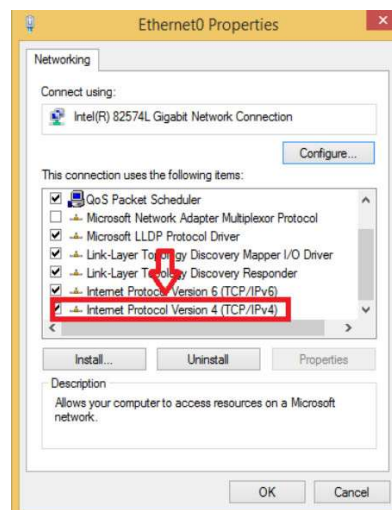 Ethernet0 Properties
Networking
Connect using:
Intel(R) 82574L Gigabit Network Connection
Configure...
This connection uses the following items:
QoS Packet Scheduler
Microsoft Network Adapter Multiplexor Protocol
Microsoft LLDP Protocol Driver
Link-Layer Topology Discovery Mapper I/O Driver
Link-Layer Topology Discovery Responder
Internet Protocol Version 6 (TCP/IPv6)
Internet Protocol Version 4 (TCP/IPv4)
Install... Uninstall Properties
Description
Allows your computer to access resources on a Microsoft
network.
OK Cancel